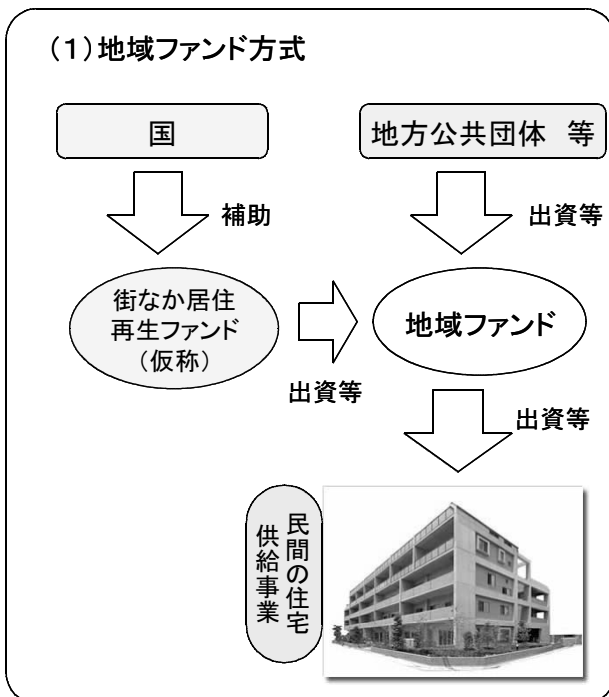 (1)地域ファンド方式
国
地方公共団体 等
補助
出資等
街なか居住
再生ファンド
(仮称)
出資等
地域ファンド
出資等
民間の住宅
供給事業